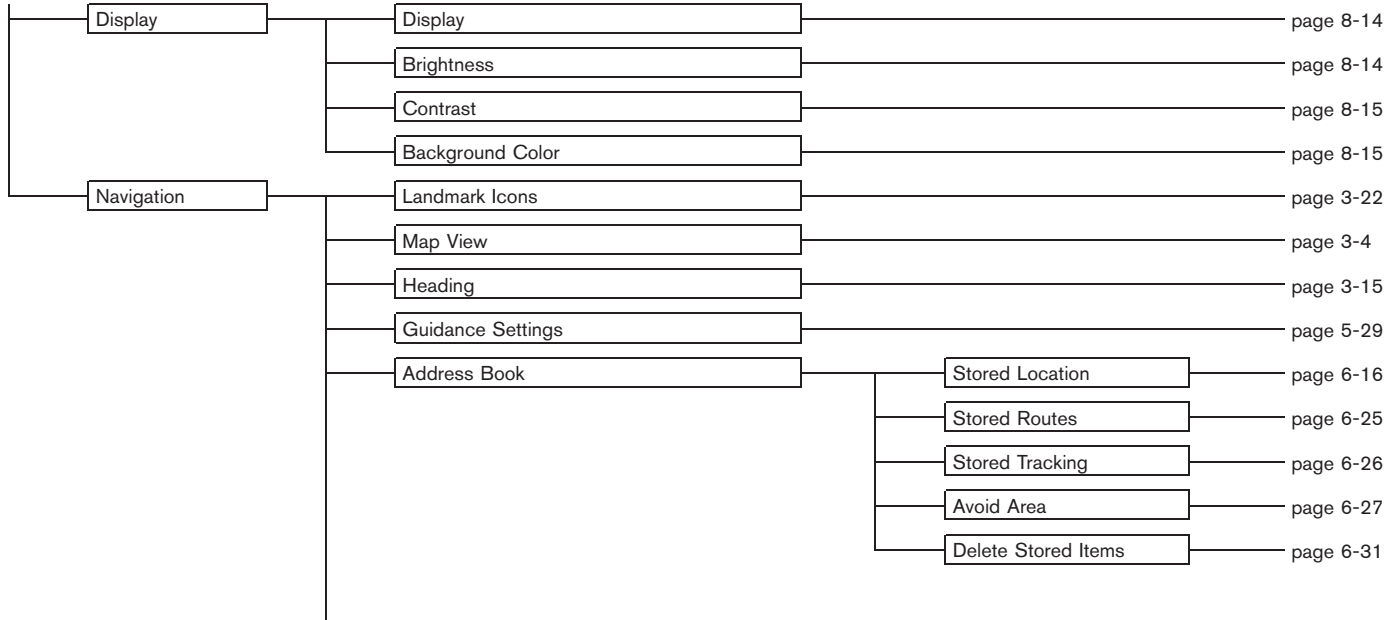 Display Display page 8-14
Brightness page 8-14
Contrast page 8-15
Background Color page 8-15
Navigation Landmark Icons page 3-22
Map View page 3-4
Heading page 3-15
Guidance Settings page 5-29
Address Book Stored Location page 6-16
Stored Routes page 6-25
Stored Tracking page 6-26
Avoid Area page 6-27
Delete Stored Items page 6-31